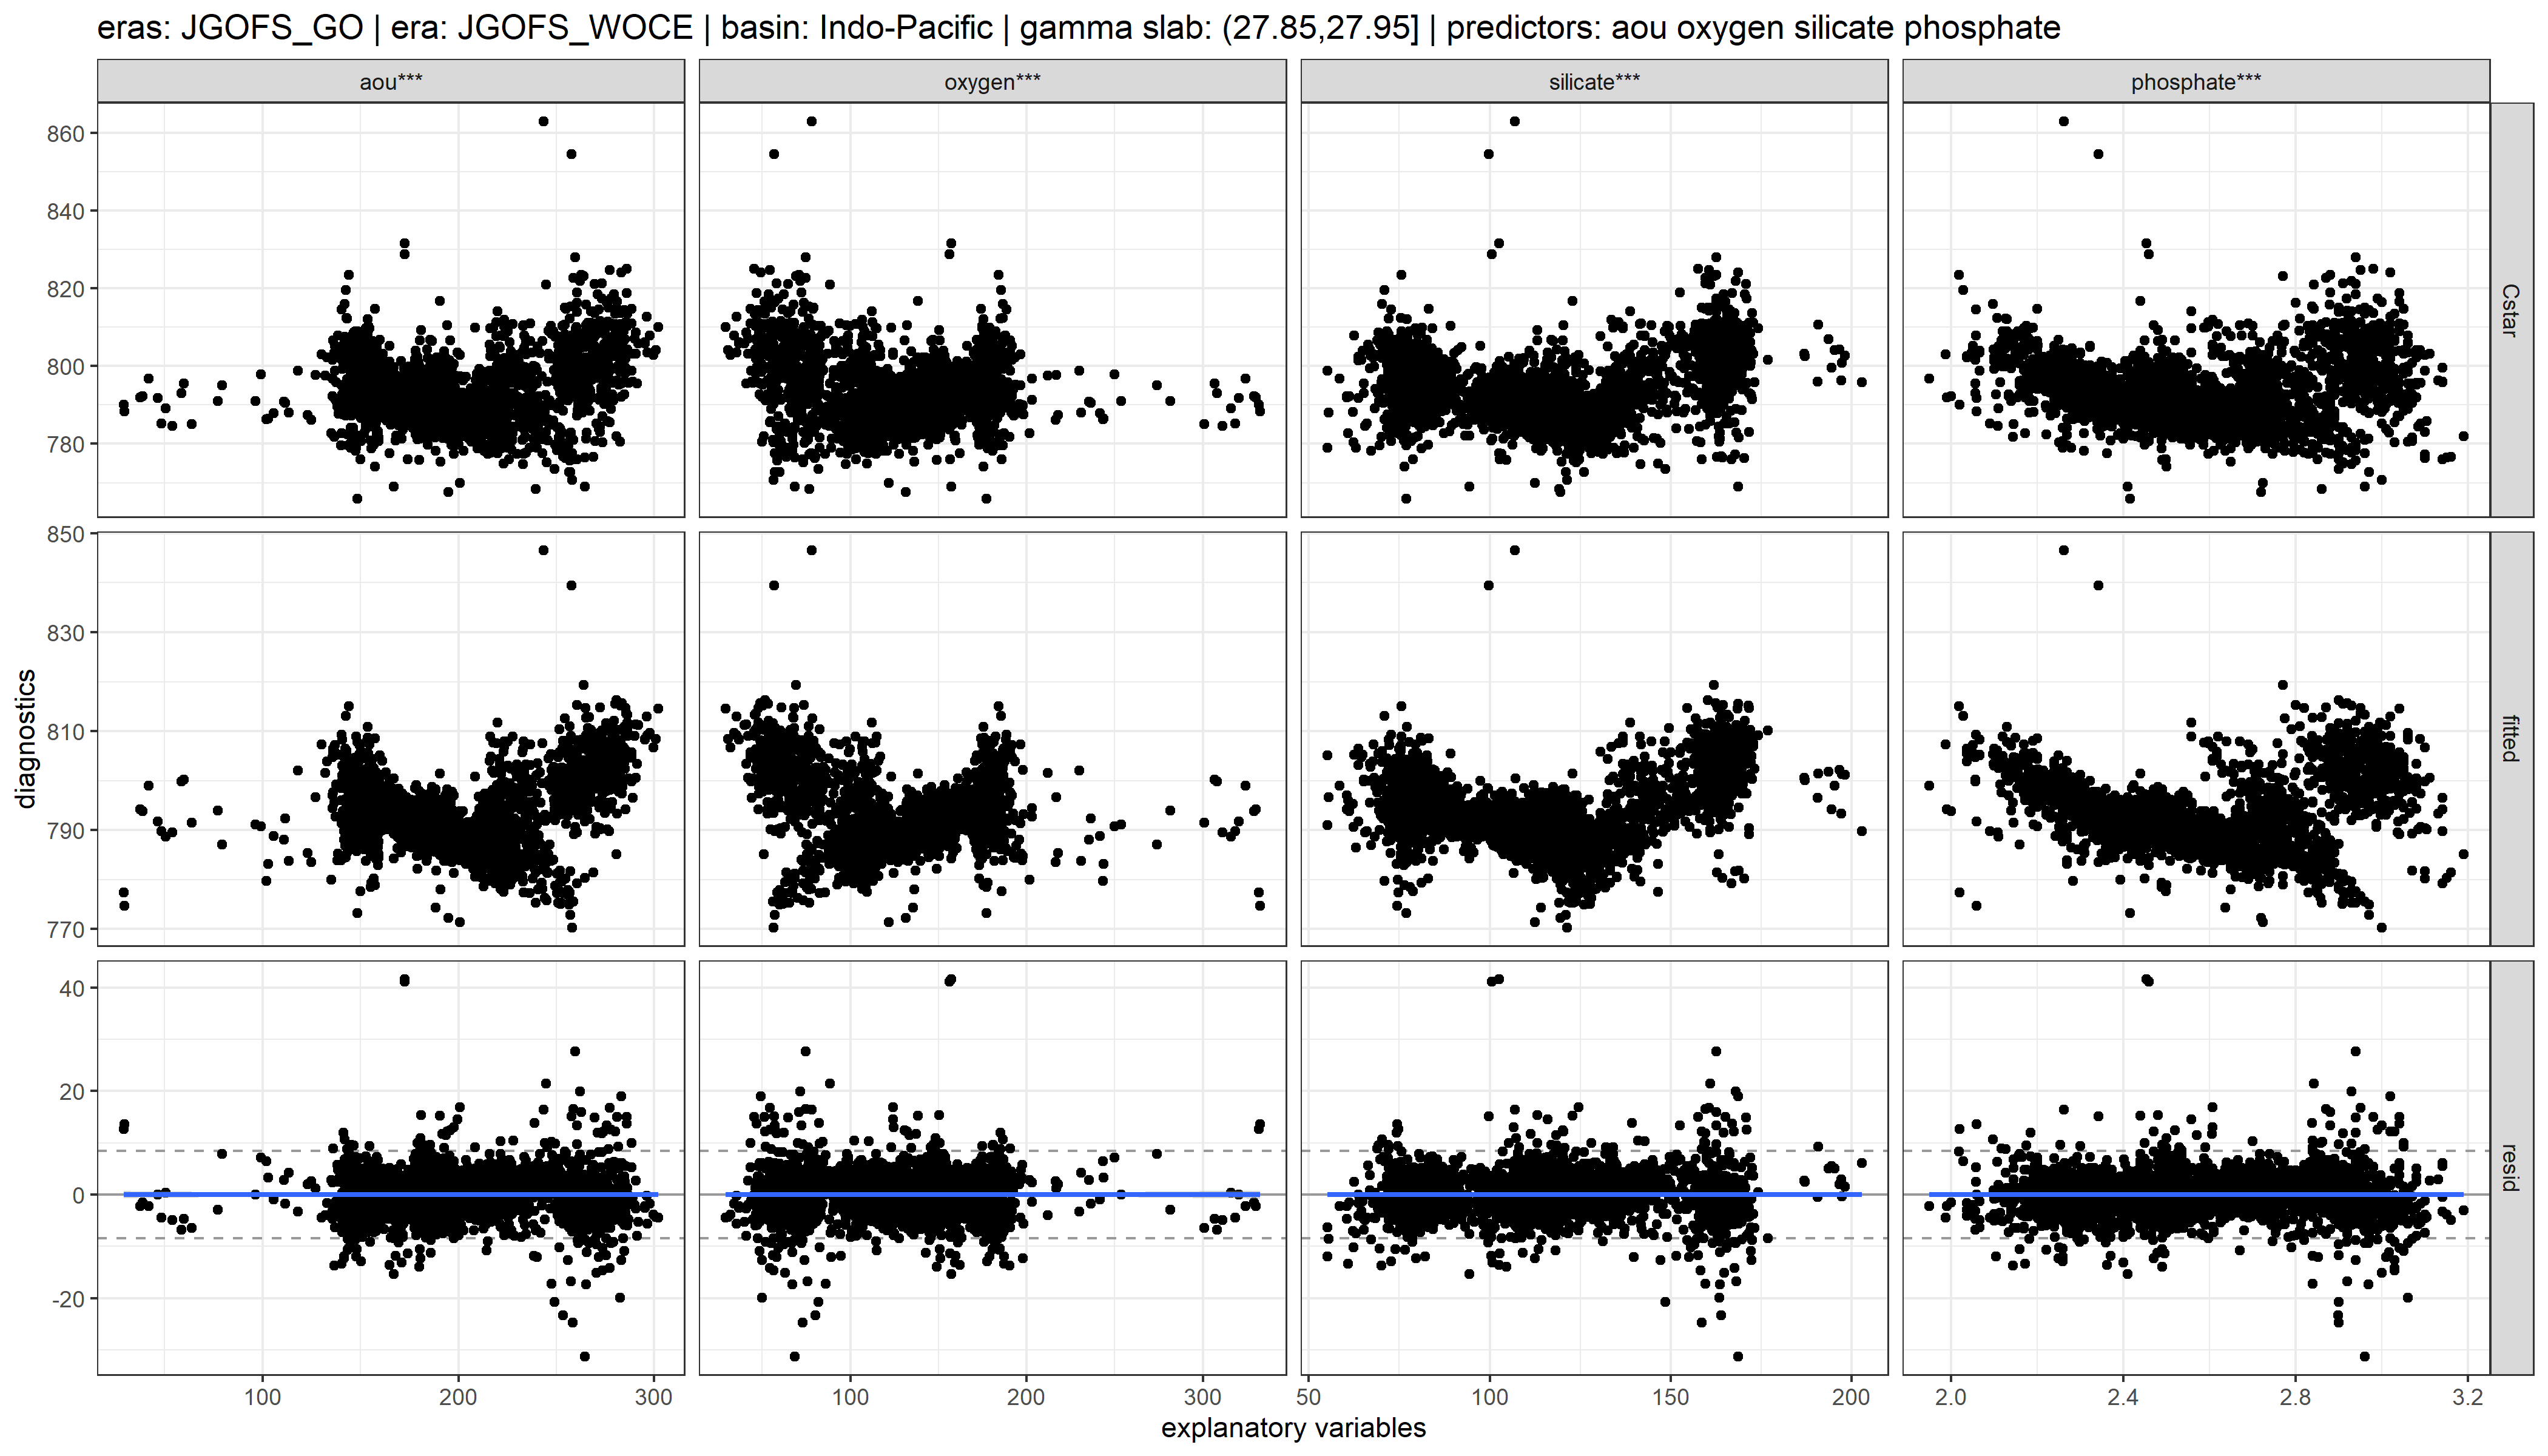 eras: JGOFS_GO | era: JGOFS_WOCE | basin: Indo-Pacific | gamma slab: (27.85,27.95] | predictors: aou oxygen silicate phosphate
aou*** oxygen*** silicate*** phosphate***
860
840
820
800
780
Cstar
850
830
810
790
770
fitted
diagnostics
40
20
0
-20
resid
100 200 300 100 200 300 50 100 150 200 2.0 2.4 2.8 3.2
explanatory variables